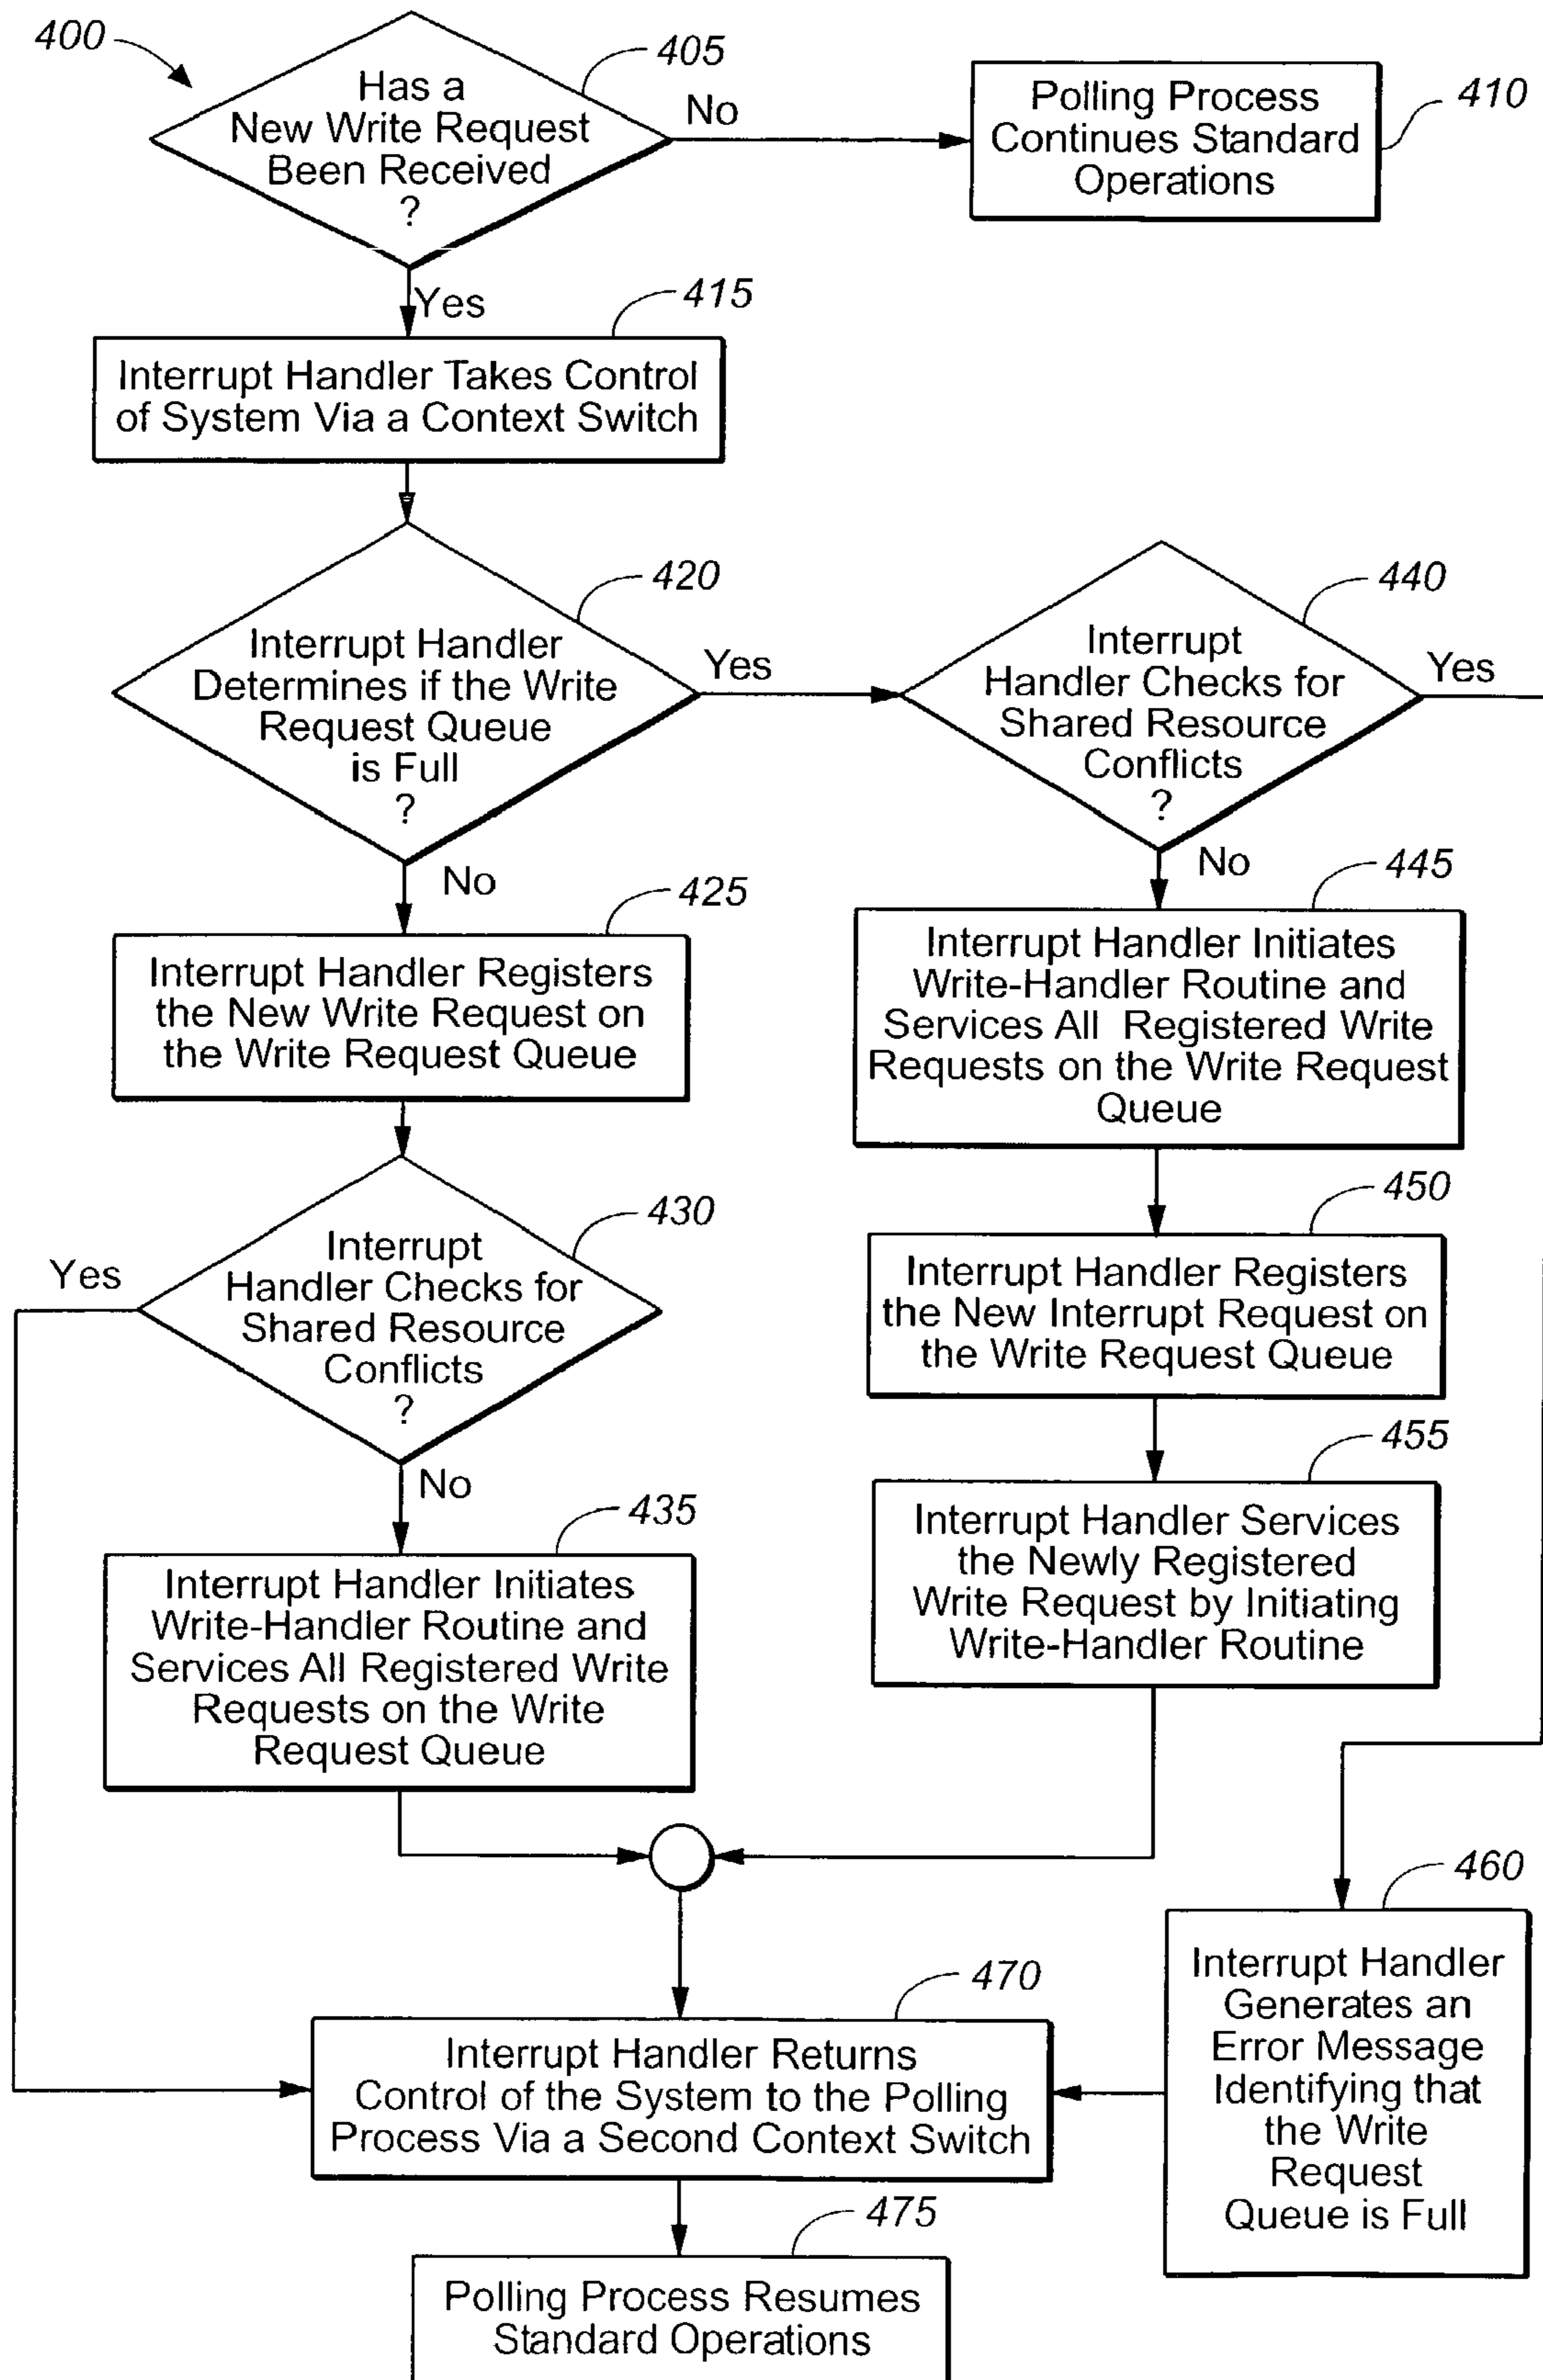 400
405
Has a
New Write Request
Been Received
?
No
Polling Process
Continues Standard
Operations
410
Yes
415
Interrupt Handler Takes Control
of System Via a Context Switch
420
Interrupt Handler
Determines if the Write
Request Queue
is Full
?
Yes
440
Interrupt
Handler Checks for
Shared Resource
Conflicts
?
Yes
No
425
Interrupt Handler Registers
the New Write Request on
the Write Request Queue
No
445
Interrupt Handler Initiates
Write-Handler Routine and
Services All Registered Write
Requests on the Write Request
Queue
430
Interrupt
Handler Checks for
Shared Resource
Conflicts
?
Yes
450
Interrupt Handler Registers
the New Interrupt Request on
the Write Request Queue
No
435
Interrupt Handler Initiates
Write-Handler Routine and
Services All Registered Write
Requests on the Write
Request Queue
455
Interrupt Handler Services
the Newly Registered
Write Request by Initiating
Write-Handler Routine
460
Interrupt Handler
Generates an
Error Message
Identifying that
the Write
Request
Queue is Full
470
Interrupt Handler Returns
Control of the System to the Polling
Process Via a Second Context Switch
475
Polling Process Resumes
Standard Operations